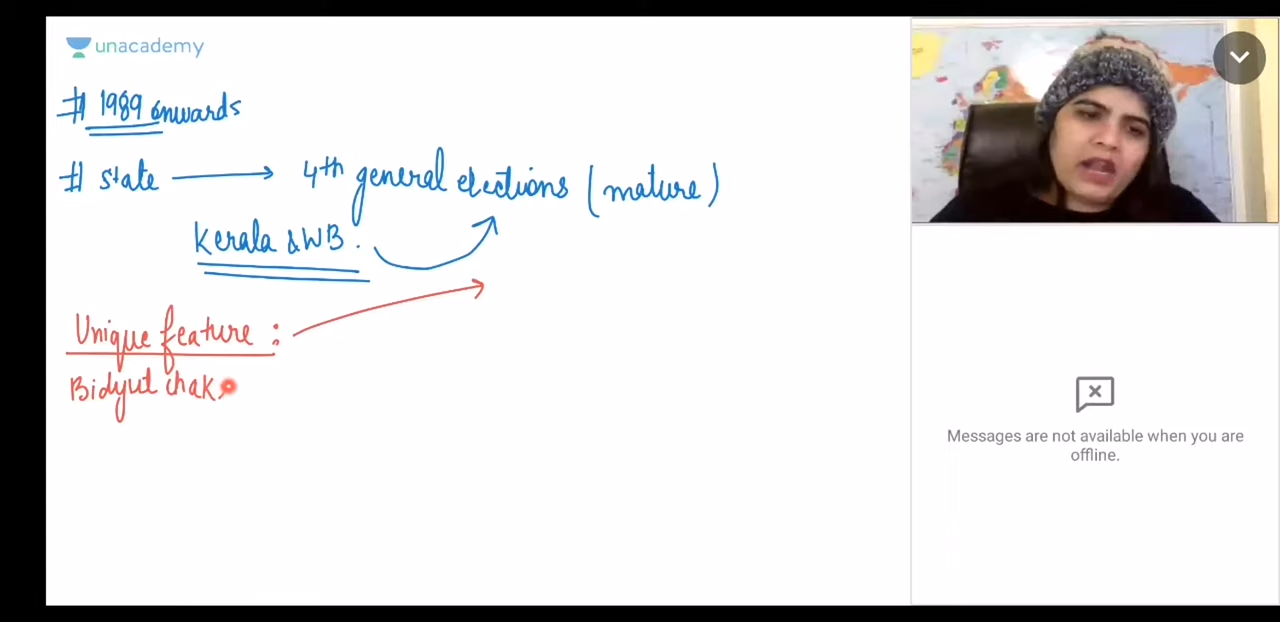 unacademy
# 1989 onwards
# state → 4th general elections (mature)
Kerala & WB.
Unique feature :
Bidyut chak
Messages are not available when you are
offline.